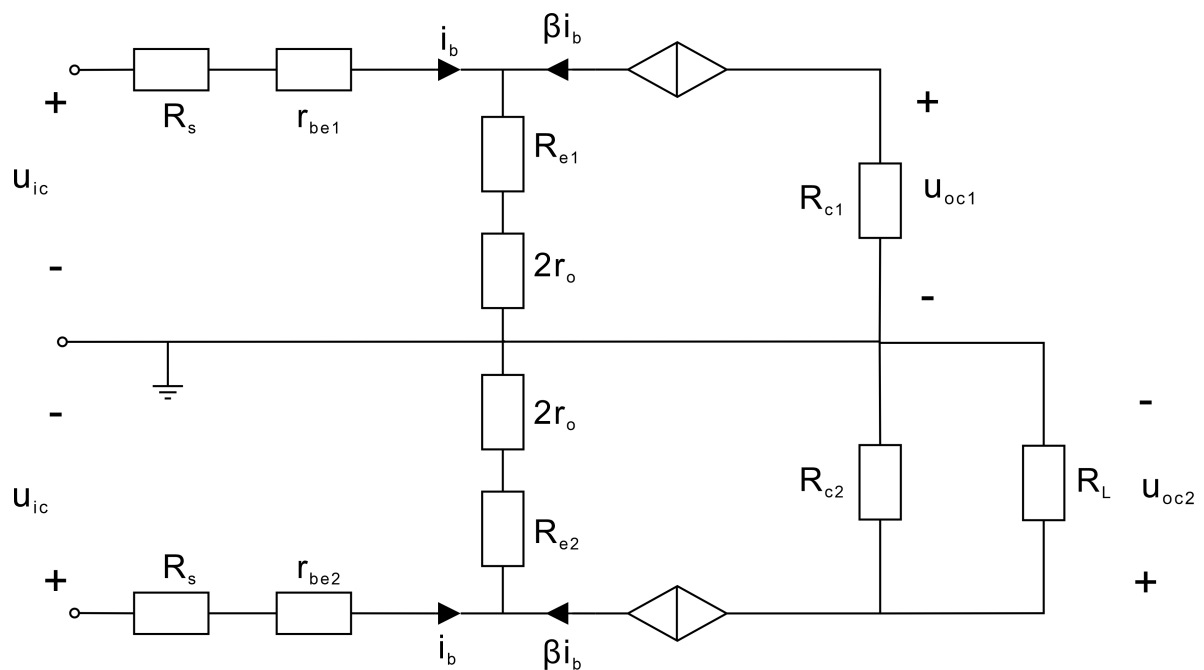 i_b
βi_b
+
R_s
r_be1
R_e1
+
u_ic
R_c1
u_oc1
-
2r_o
-
-
2r_o
-
u_ic
R_c2
R_L
u_oc2
R_e2
+
R_s
r_be2
+
i_b
βi_b